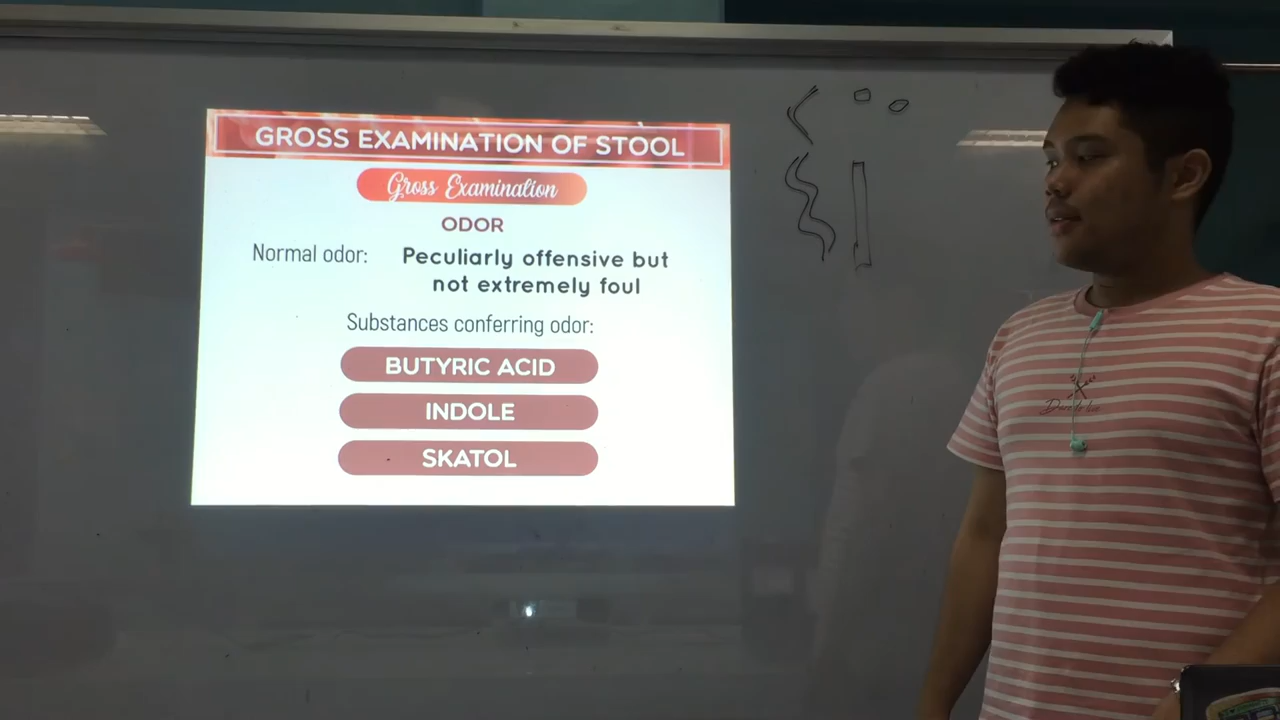 GROSS EXAMINATION OF STOOL
Gross Examination
ODOR
Normal odor: Peculiarly offensive but
not extremely foul
Substances conferring odor:
BUTYRIC ACID
INDOLE
SKATOL